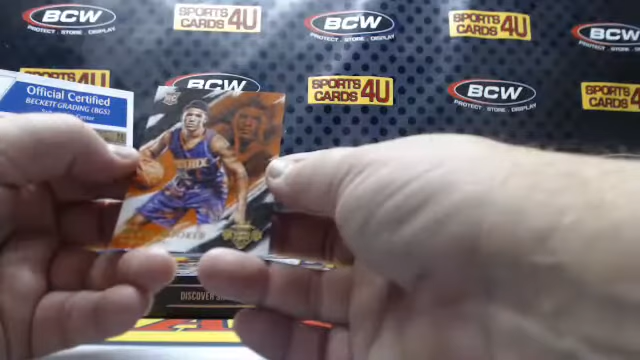 BCW
PROTECT · STORE · DISPLAY
SPORTS
CARDS 4U
BCW
PROTECT · STORE · DISPLAY
SPORTS
CARDS 4U
BCW
PROTECT · STORE · DISPLAY
SPORTS
CARDS 4U
BCW
SPORTS
CARDS 4U
BCW
PROTECT · STORE · DISPLAY
SPORTS
CARDS 4U
Official Certified
BECKETT GRADING (BGS)
Center
RC
DISCOVER